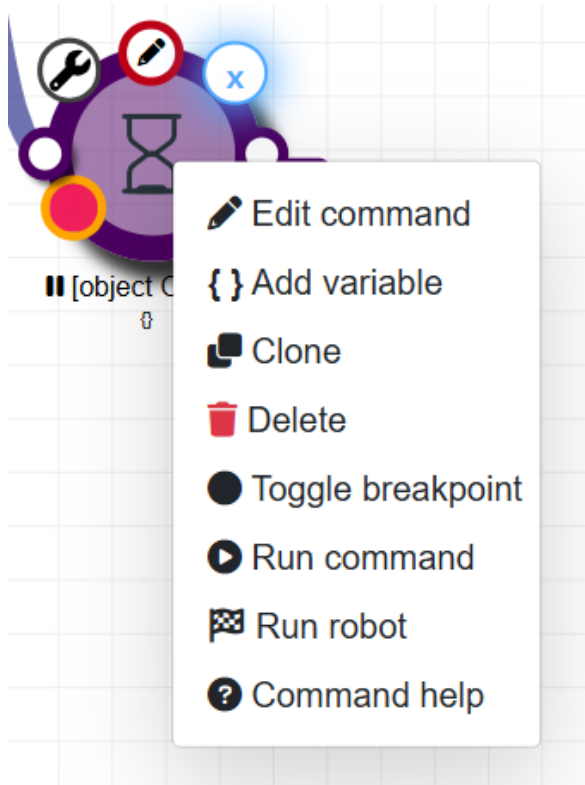 x
[object C
{}
Edit command
{ } Add variable
Clone
Delete
Toggle breakpoint
Run command
Run robot
? Command help